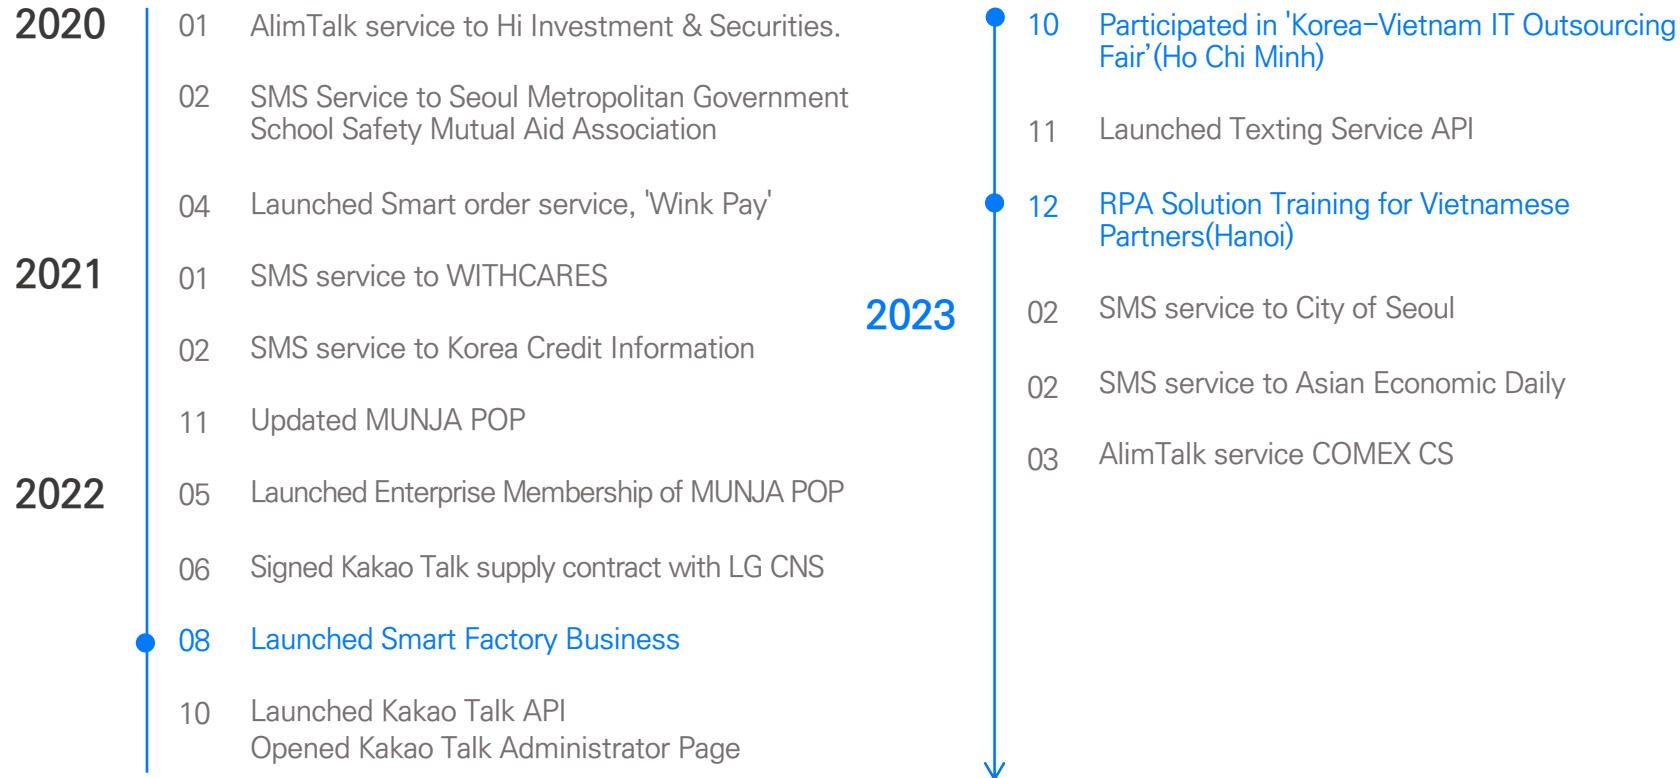 2020
01 AlimTalk service to Hi Investment & Securities.
02 SMS Service to Seoul Metropolitan Government
School Safety Mutual Aid Association
04 Launched Smart order service, 'Wink Pay'
2021
01 SMS service to WITHCARES
02 SMS service to Korea Credit Information
11 Updated MUNJA POP
2022
05 Launched Enterprise Membership of MUNJA POP
06 Signed Kakao Talk supply contract with LG CNS
08 Launched Smart Factory Business
10 Launched Kakao Talk API
Opened Kakao Talk Administrator Page
10 Participated in 'Korea-Vietnam IT Outsourcing
Fair’(Ho Chi Minh)
11 Launched Texting Service API
12 RPA Solution Training for Vietnamese
Partners(Hanoi)
2023
02 SMS service to City of Seoul
02 SMS service to Asian Economic Daily
03 AlimTalk service COMEX CS